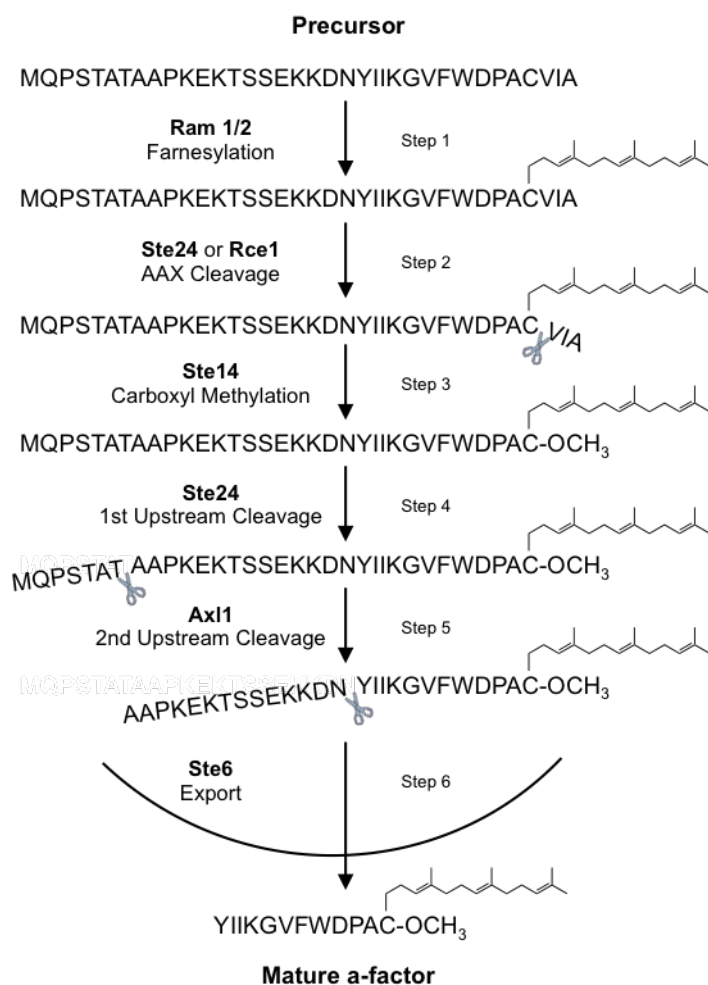 Precursor
MQPSTATAAPKEKTSSEKKDNYIIKGVFWDPACVIA
Ram 1/2
Farnesylation
Step 1
MQPSTATAAPKEKTSSEKKDNYIIKGVFWDPACVIA
Ste24 or Rce1
AAX Cleavage
Step 2
MQPSTATAAPKEKTSSEKKDNYIIKGVFWDPAC VIA
Ste14
Carboxyl Methylation
Step 3
MQPSTATAAPKEKTSSEKKDNYIIKGVFWDPAC-OCH3
Ste24
1st Upstream Cleavage
Step 4
MQPSTAT AAPKEKTSSEKKDNYIIKGVFWDPAC-OCH3
Axl1
2nd Upstream Cleavage
Step 5
AAPKEKTSSEKKDN YIIKGVFWDPAC-OCH3
Ste6
Export
Step 6
YIIKGVFWDPAC-OCH3
Mature a-factor